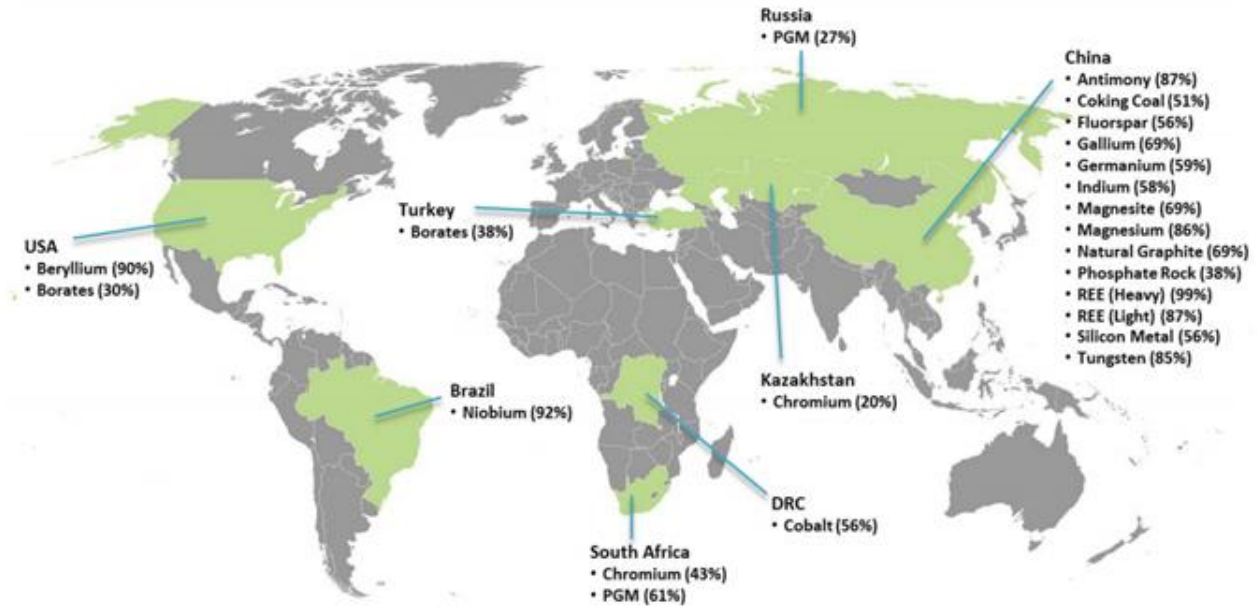 Russia
• PGM (27%)
China
• Antimony (87%)
• Coking Coal (51%)
• Fluorspar (56%)
• Gallium (69%)
• Germanium (59%)
• Indium (58%)
• Magnesite (69%)
• Magnesium (86%)
• Natural Graphite (69%)
• Phosphate Rock (38%)
• REE (Heavy) (99%)
• REE (Light) (87%)
• Silicon Metal (56%)
• Tungsten (85%)
Turkey
• Borates (38%)
USA
• Beryllium (90%)
• Borates (30%)
Kazakhstan
• Chromium (20%)
Brazil
• Niobium (92%)
DRC
• Cobalt (56%)
South Africa
• Chromium (43%)
• PGM (61%)